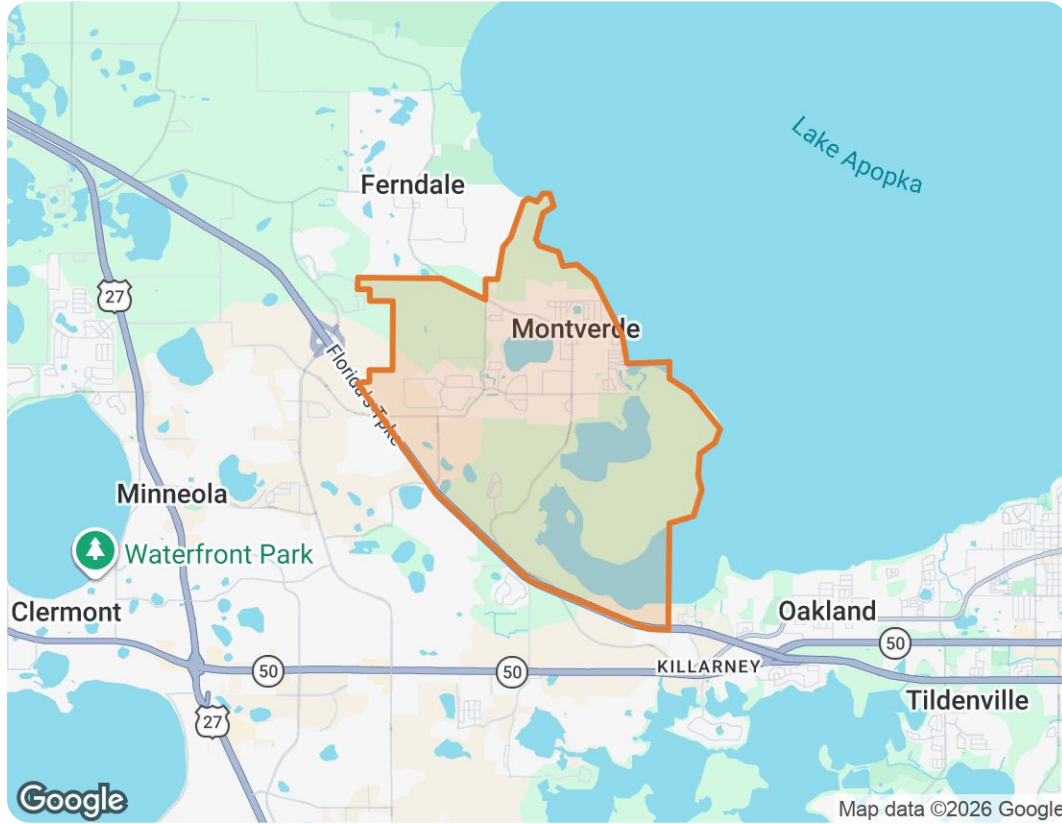 Lake Apopka
Ferndale
27
Montverde
Florida's Tpke
Minneola
Waterfront Park
Clermont
Oakland
50
50
50
KILLARNEY
Tildenville
27
Google
Map data ©2026 Google